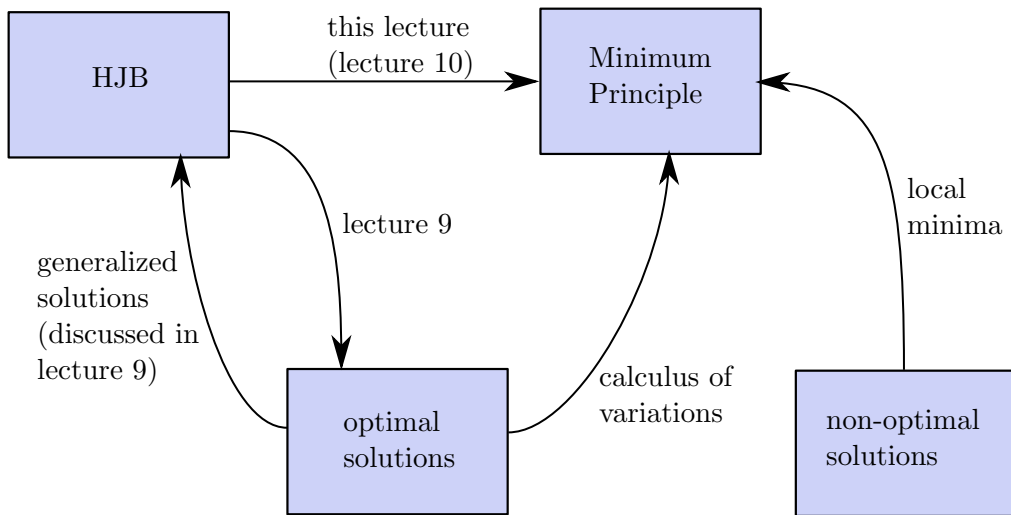 HJB
this lecture
(lecture 10)
Minimum
Principle
lecture 9
local
minima
generalized
solutions
(discussed in
lecture 9)
calculus of
variations
optimal
solutions
non-optimal
solutions